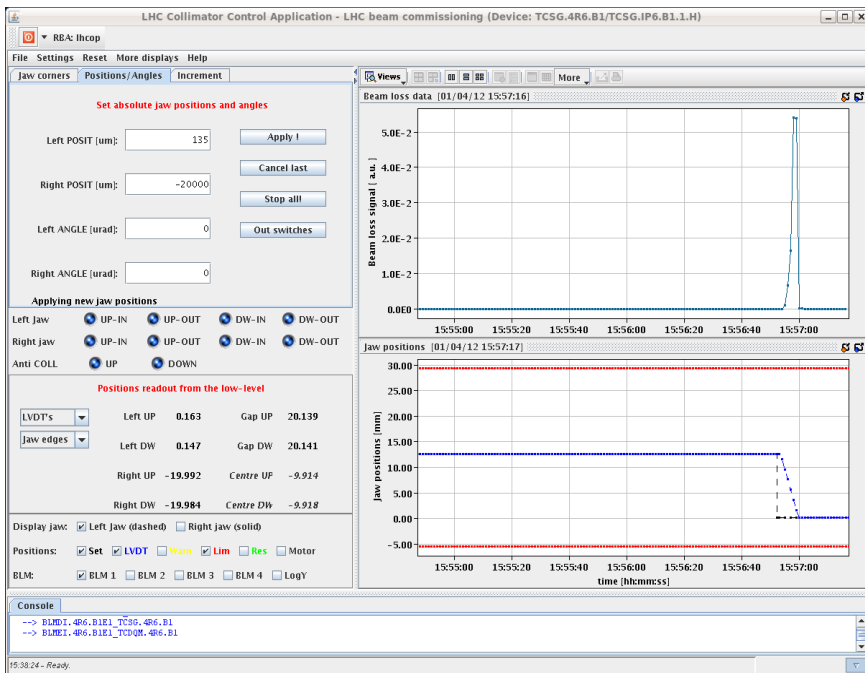 LHC Collimator Control Application - LHC beam commissioning (Device: TCSG.4R6.B1/TCSG.IP6.B1.1.H)
RBA: lhcop
File Settings Reset More displays Help
Jaw corners Positions/Angles Increment
Set absolute jaw positions and angles
Left POSIT [um]: 135 Apply !
Cancel last
Right POSIT [um]: -20000
Stop all!
Left ANGLE [urad]: 0 Out switches
Right ANGLE [urad]: 0
Applying new jaw positions
Left Jaw UP-IN UP-OUT DW-IN DW-OUT
Right jaw UP-IN UP-OUT DW-IN DW-OUT
Anti COLL UP DOWN
Positions readout from the low-level
LVDT's Left UP 0.163 Gap UP 20.139
Jaw edges Left DW 0.147 Gap DW 20.141
Right UP -19.992 Centre UP -9.914
Right DW -19.984 Centre DW -9.918
Display jaw: Left Jaw (dashed) Right jaw (solid)
Positions: Set LVDT Warn Lim Res Motor
BLM: BLM 1 BLM 2 BLM 3 BLM 4 LogY
Views More
Beam loss data [01/04/12 15:57:16]
Beam loss signal [ a.u. ]
5.0E-2
4.0E-2
3.0E-2
2.0E-2
1.0E-2
0.0E0
15:55:00 15:55:20 15:55:40 15:56:00 15:56:20 15:56:40 15:57:00
Jaw positions [01/04/12 15:57:17]
Jaw positions [mm]
30.00
25.00
20.00
15.00
10.00
5.00
0.00
-5.00
15:55:00 15:55:20 15:55:40 15:56:00 15:56:20 15:56:40 15:57:00
time [hh:mm:ss]
Console
--> BLMDI.4R6.B1E1_TCSG.4R6.B1
--> BLMEI.4R6.B1E1_TCDQM.4R6.B1
15:38:24 - Ready.